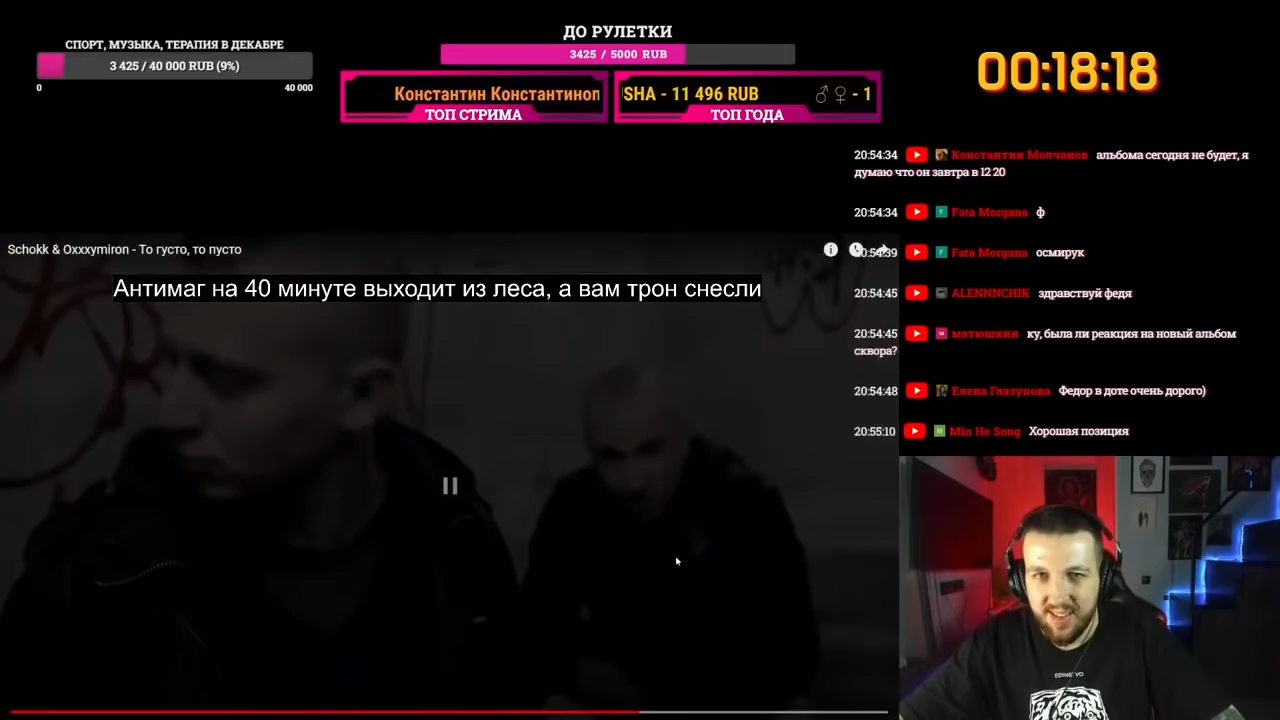 СПОРТ, МУЗЫКА, ТЕРАПИЯ В ДЕКАБРЕ
3 425 / 40 000 RUB (9%)
0
40 000
ДО РУЛЕТКИ
3425 / 5000 RUB
Константин Константиноп
ТОП СТРИМА
SHA - 11 496 RUB ♂♀ - 1
ТОП ГОДА
00:18:18
20:54:34 Константин Молчанов альбома сегодня не будет, я
думаю что он завтра в 12 20
20:54:34 F Fata Morgana ф
Schokk & Oxxxymiron - То густо, то пусто
20:54:39 F Fata Morgana осмирук
Антимаг на 40 минуте выходит из леса, а вам трон снесли
20:54:45 ALENNNCHIK здравствуй федя
20:54:45 М матюшкин ку, была ли реакция на новый альбом
сквора?
20:54:48 Елена Глазунова Федор в доте очень дорого)
20:55:10 M Min Ho Song Хорошая позиция
EDINSTVO